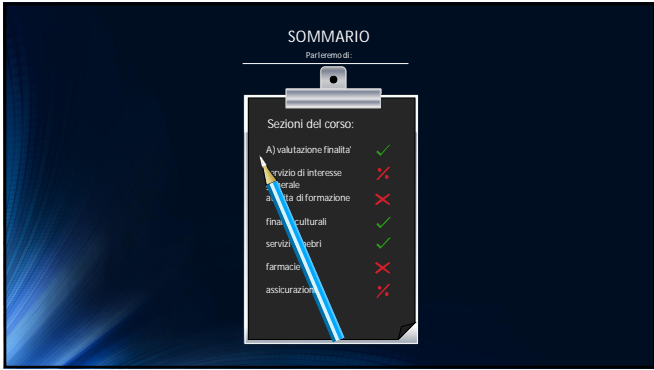 SOMMARIO
Parleremo di:
Sezioni del corso:
A) valutazione finalita'
di interesse
di formazione
culturali
servizi
farmacie